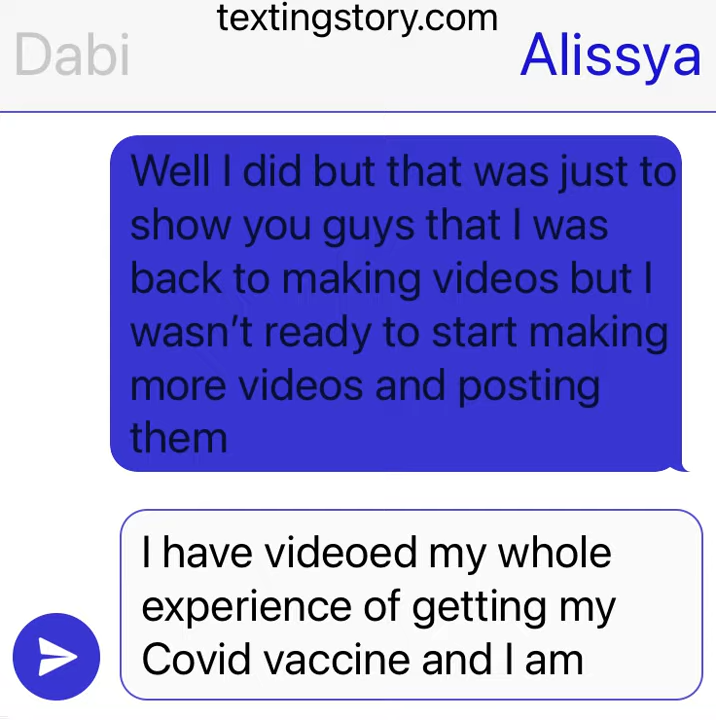 textingstory.com
Dabi
Alissya
Well I did but that was just to
show you guys that I was
back to making videos but I
wasn’t ready to start making
more videos and posting
them
I have videoed my whole
experience of getting my
Covid vaccine and I am